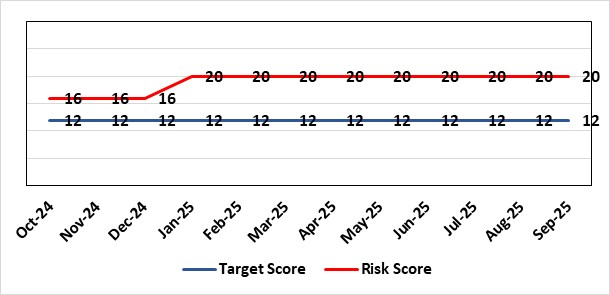 20 20 20 20 20 20 20 20 20
16 16 16
12 12 12 12 12 12 12 12 12 12 12 12
Oct-24 Nov-24 Dec-24 Jan-25 Feb-25 Mar-25 Apr-25 May-25 Jun-25 Jul-25 Aug-25 Sep-25
Target Score Risk Score